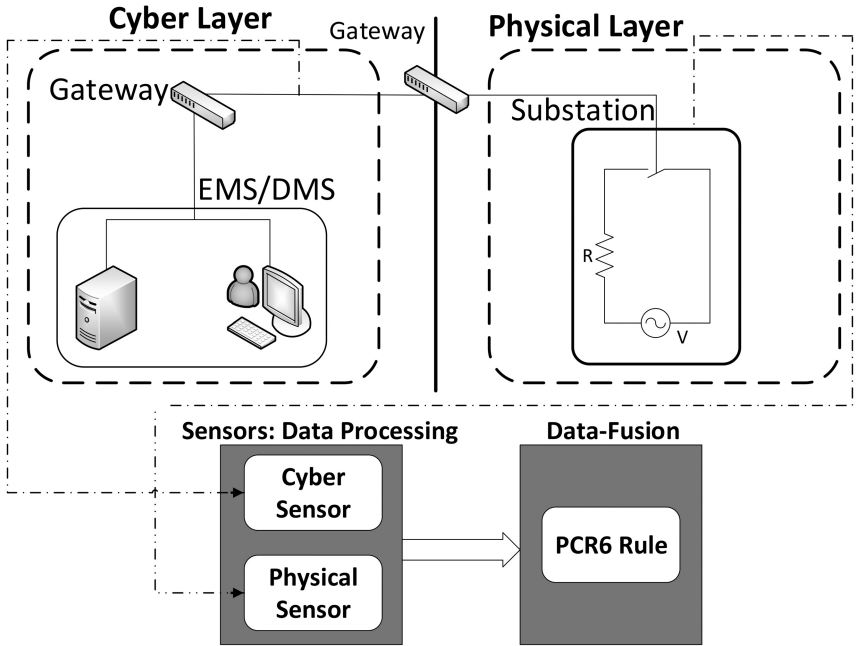 Cyber Layer
Gateway
Physical Layer
Gateway
Substation
EMS/DMS
R
V
Sensors: Data Processing
Data-Fusion
Cyber
Sensor
PCR6 Rule
Physical
Sensor